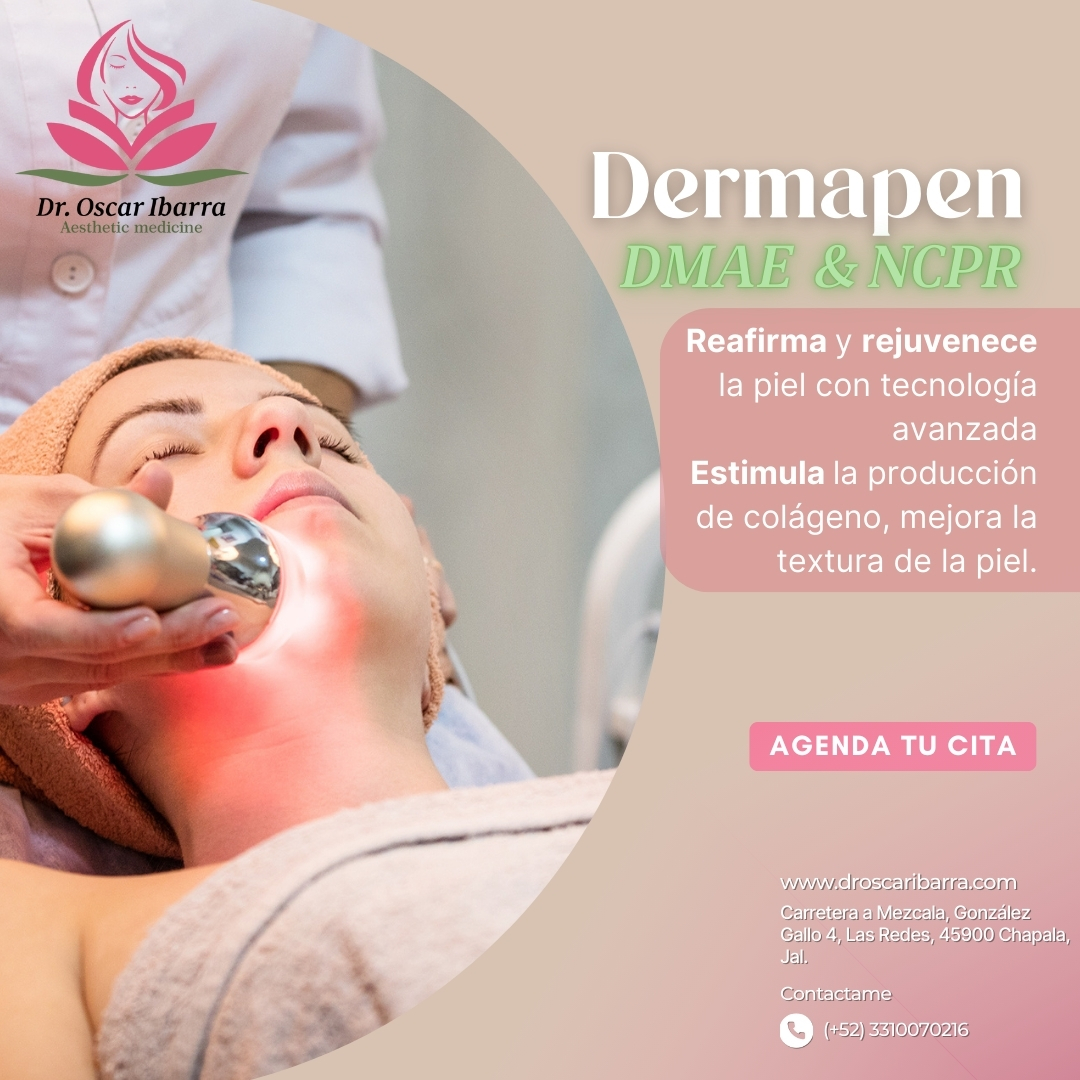 Dr. Oscar Ibarra
Aesthetic medicine
Dermapen
DMAE & NCPR
Reafirma y rejuvenece
la piel con tecnología
avanzada
Estimula la producción
de colágeno, mejora la
textura de la piel.
AGENDA TU CITA
www.droscaribarra.com
Carretera a Mezcala, González
Gallo 4, Las Redes, 45900 Chapala,
Jal.
Contactame
(+52) 3310070216